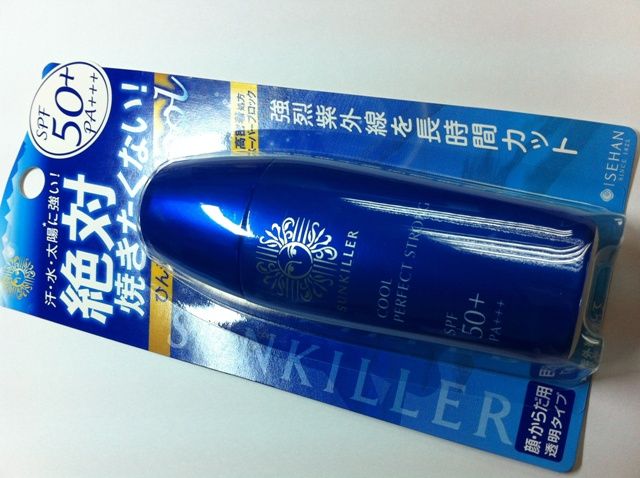 SPF
50+
PA+++
汗・水・太陽に強い!
絶対
焼きたくない!
強烈紫外線を長時間カット
ISEHAN
SINCE 1825
SUNKILLER
COOL
PERFECT STRONG
SPF
50+
PA+++
SUNKILLER
顔・からだ用
透明タイプ